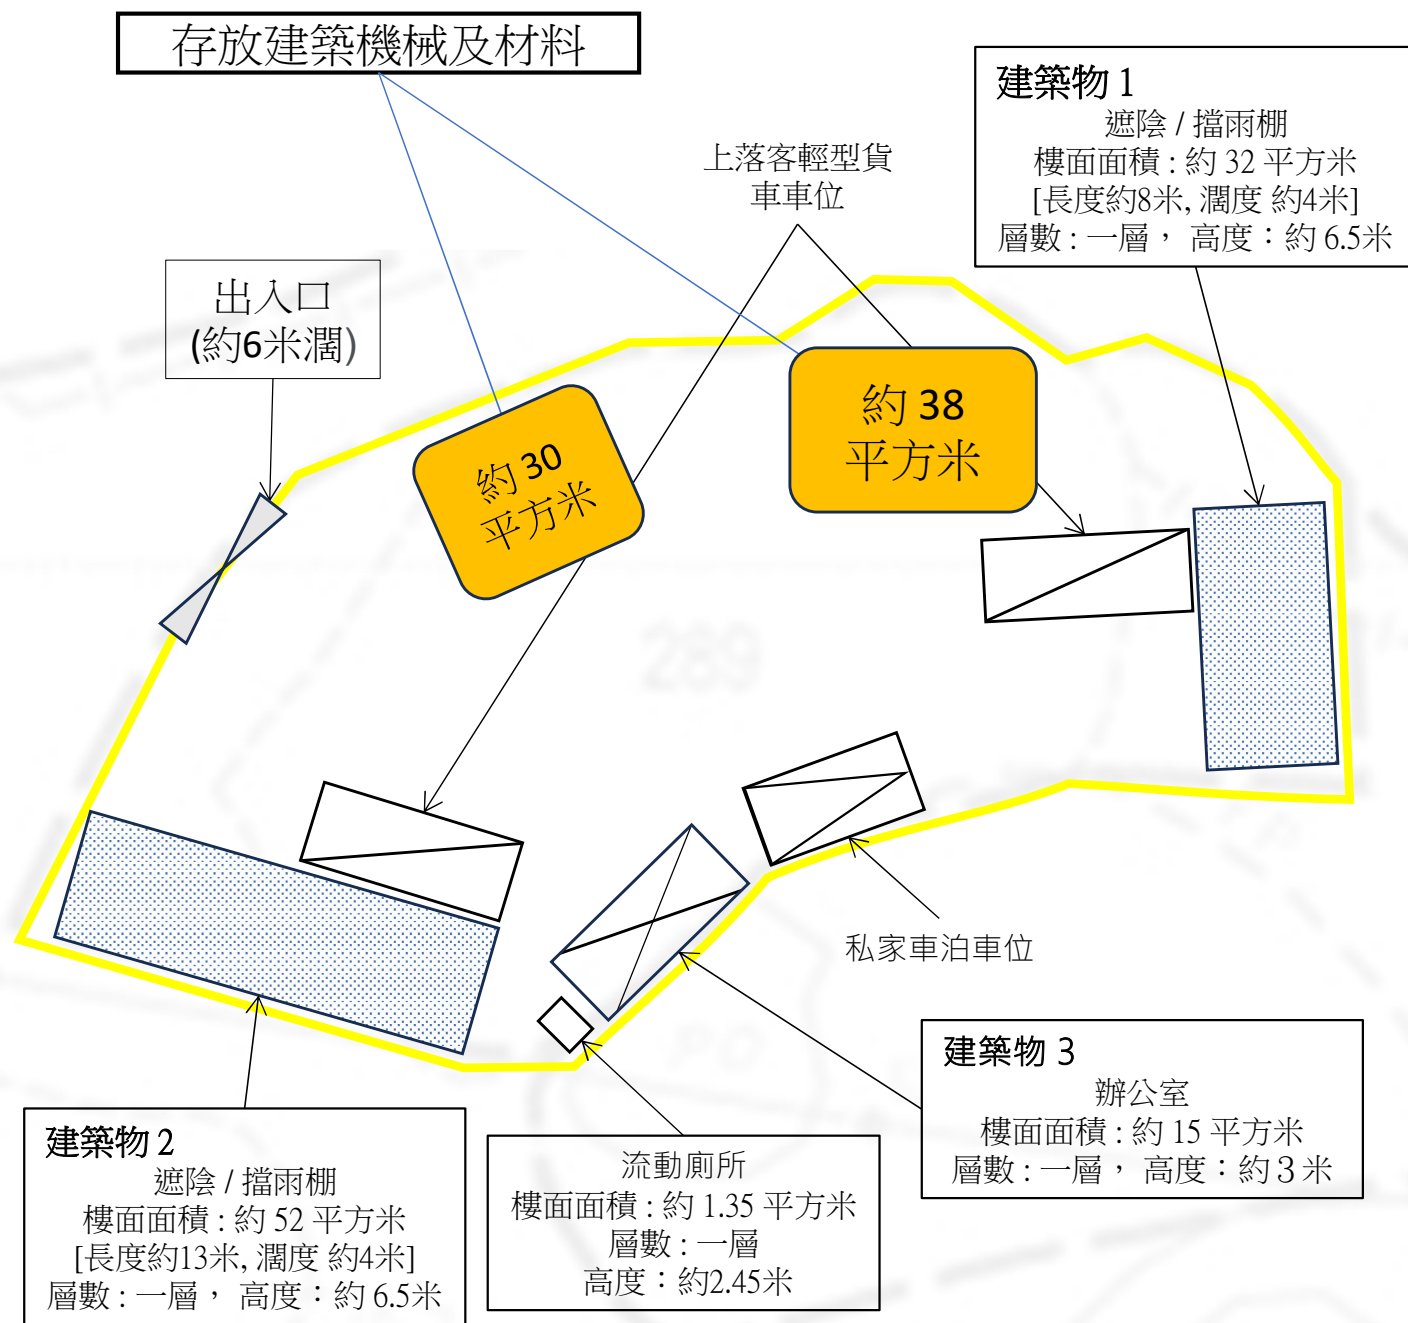 存放建築機械及材料
建築物 1
遮陰 / 擋雨棚
樓面面積 : 約 32 平方米
[長度約8米, 濶度 約4米]
層數 : 一層， 高度：約 6.5米
上落客輕型貨
車車位
出入口
(約6米濶)
約 38
平方米
約 30
平方米
289
私家車泊車位
PD
建築物 3
辦公室
樓面面積 : 約 15 平方米
層數 : 一層， 高度：約３米
建築物 2
遮陰 / 擋雨棚
樓面面積 : 約 52 平方米
[長度約13米, 濶度 約4米]
層數 : 一層， 高度：約 6.5米
流動廁所
樓面面積 : 約 1.35 平方米
層數 : 一層
高度：約2.45米